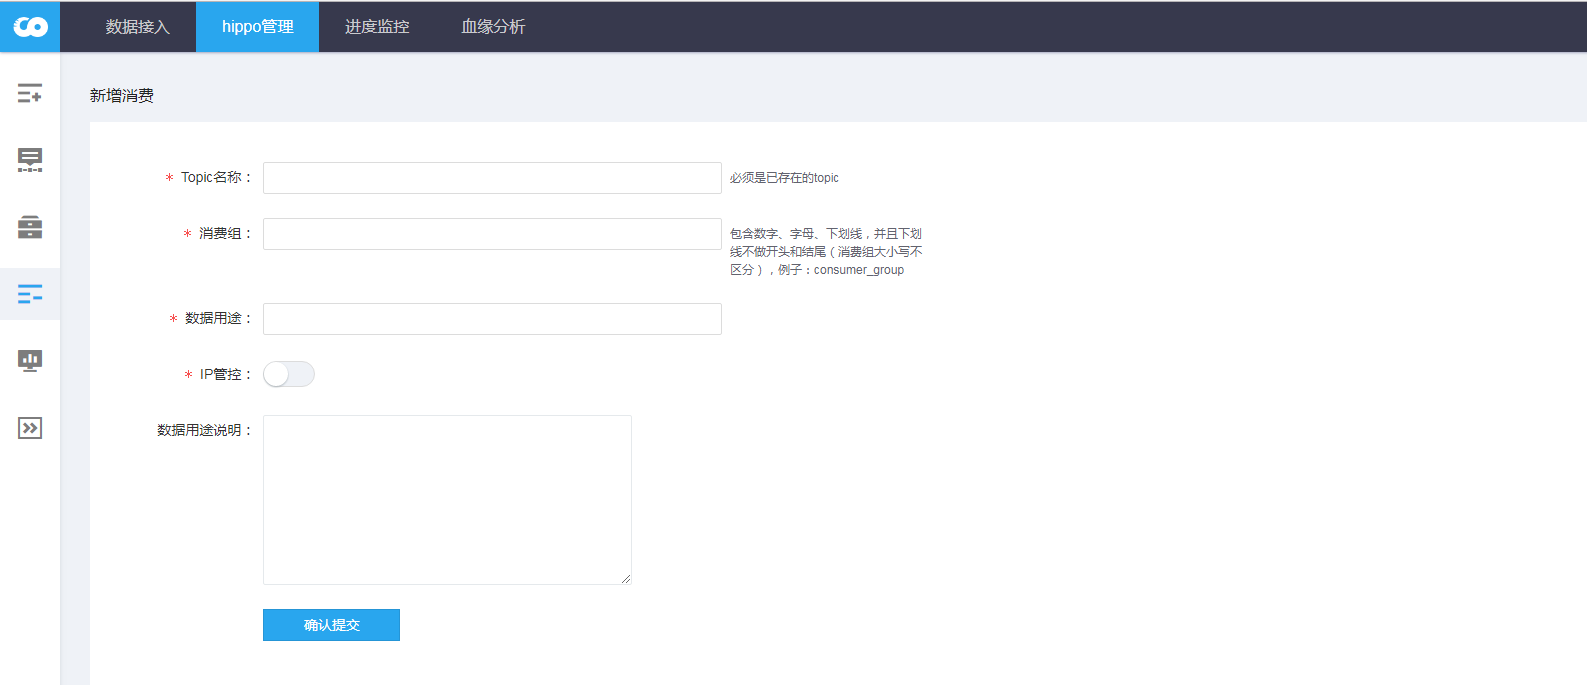 数据接入 hippo管理 进度监控 血缘分析
新增消费
* Topic名称： 必须是已存在的topic
* 消费组： 包含数字、字母、下划线，并且下划
线不做开头和结尾（消费组大小写不
区分），例子：consumer_group
* 数据用途：
* IP管控：
数据用途说明：
确认提交